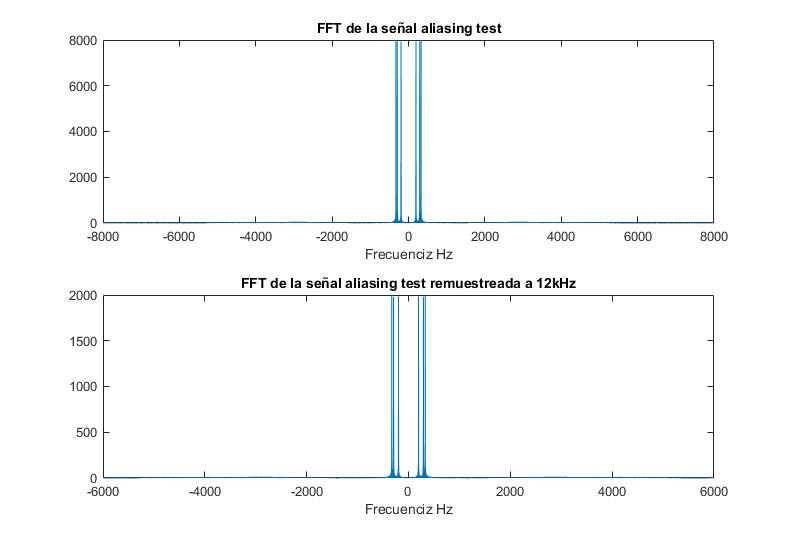 FFT de la señal aliasing test
8000
6000
4000
2000
0
-8000 -6000 -4000 -2000 0 2000 4000 6000 8000
Frecuenciz Hz
FFT de la señal aliasing test remuestreada a 12kHz
2000
1500
1000
500
0
-6000 -4000 -2000 0 2000 4000 6000
Frecuenciz Hz